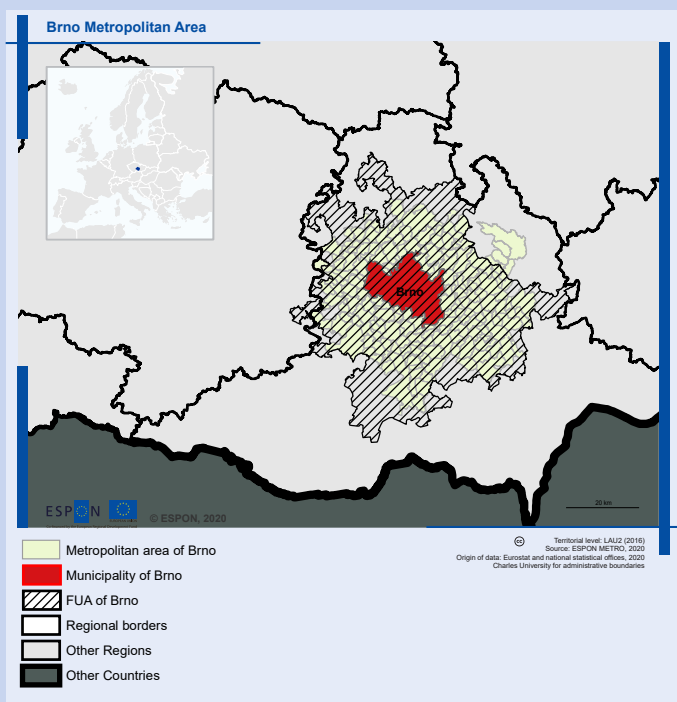 Brno Metropolitan Area
Brno
20 km
ESPON
© ESPON, 2020
Territorial level: LAU2 (2016)
Source: ESPON METRO, 2020
Origin of data: Eurostat and national statistical offices, 2020
Charles University for administrative boundaries
Metropolitan area of Brno
Municipality of Brno
FUA of Brno
Regional borders
Other Regions
Other Countries